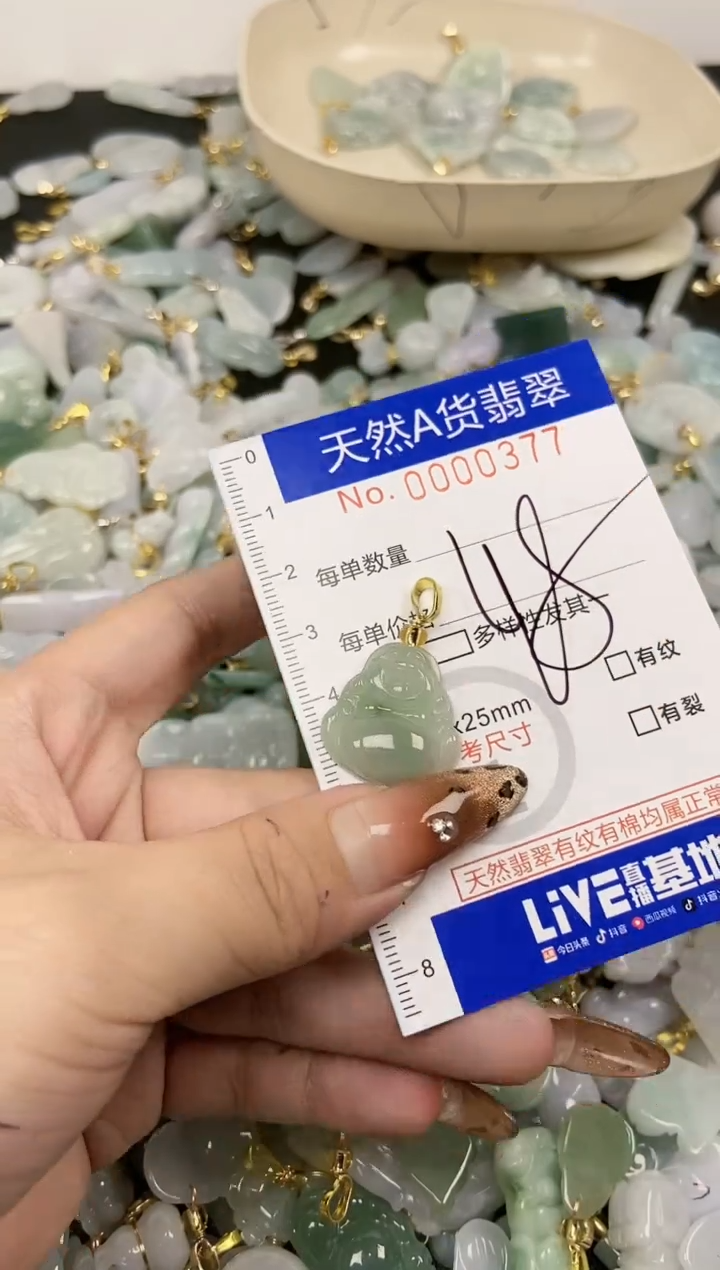 天然A货翡翠
No. 0000377
0
1
2
每单数量
3
每单价格
多样性发其一
4
有纹
x25mm
考尺寸
有裂
天然翡翠有纹有棉均属正常
LiVE直播基地
8
今日头条 抖音 西瓜视频 抖音